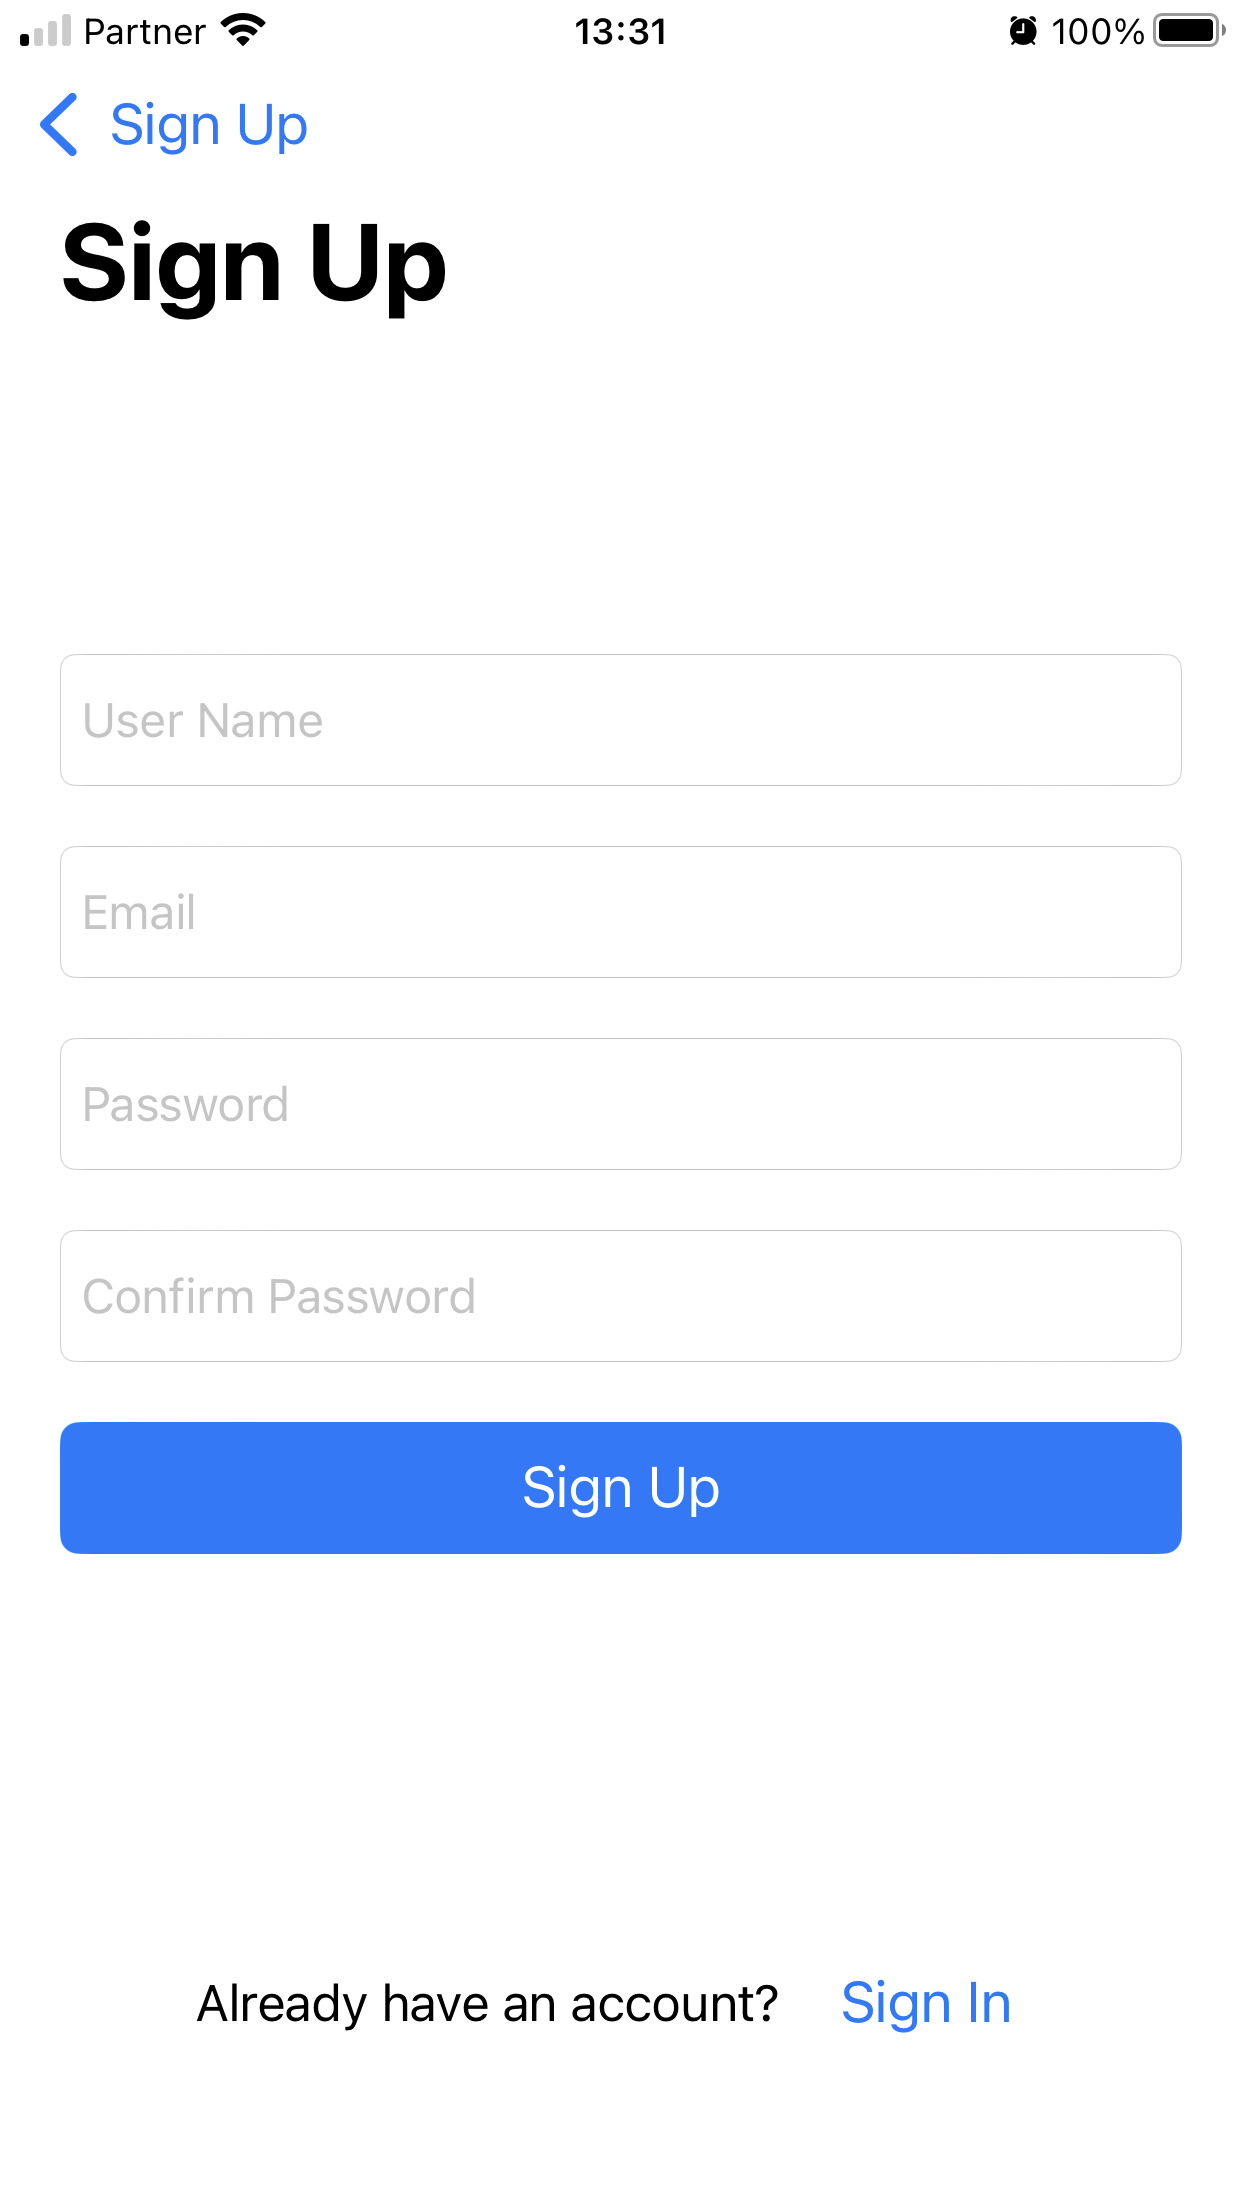 Partner 13:31 100%
Sign Up
Sign Up
User Name
Email
Password
Confirm Password
Sign Up
Already have an account? Sign In